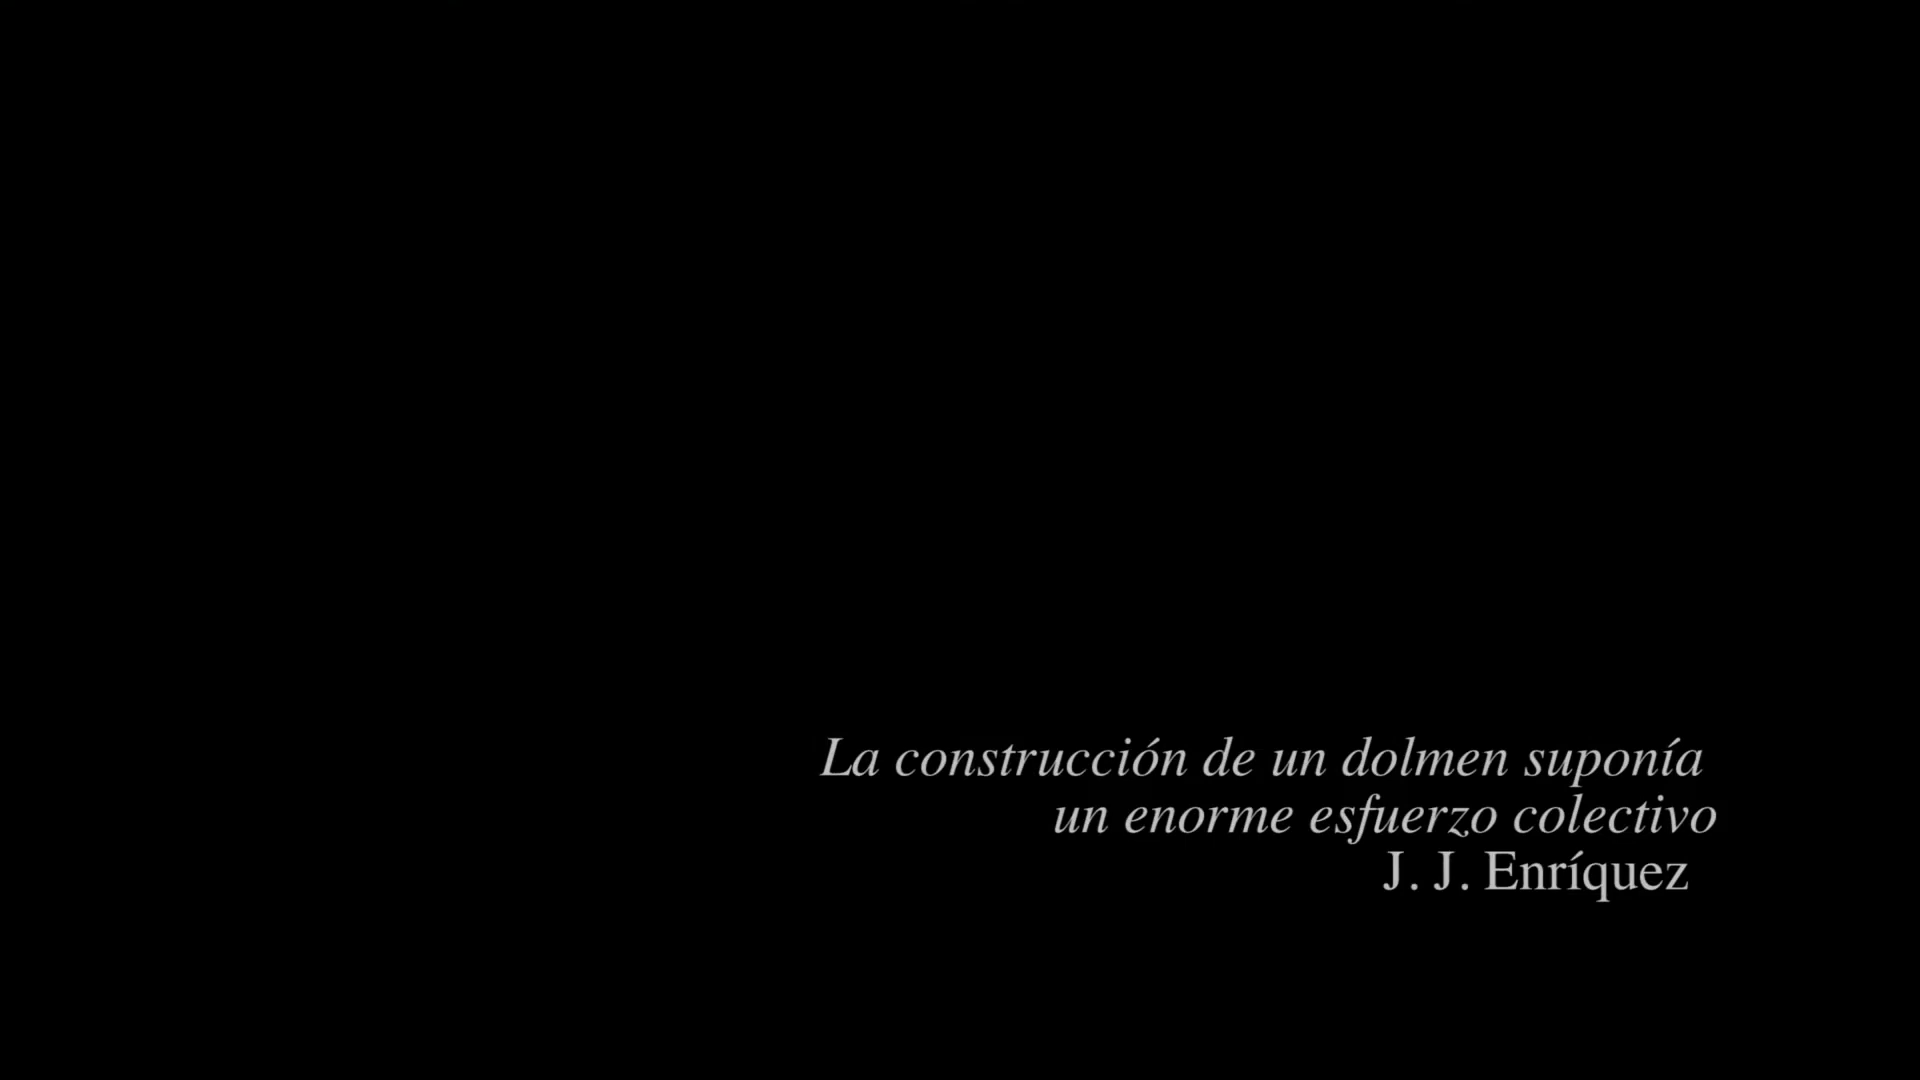 La construcción de un dolmen suponía
un enorme esfuerzo colectivo
J. J. Enríquez